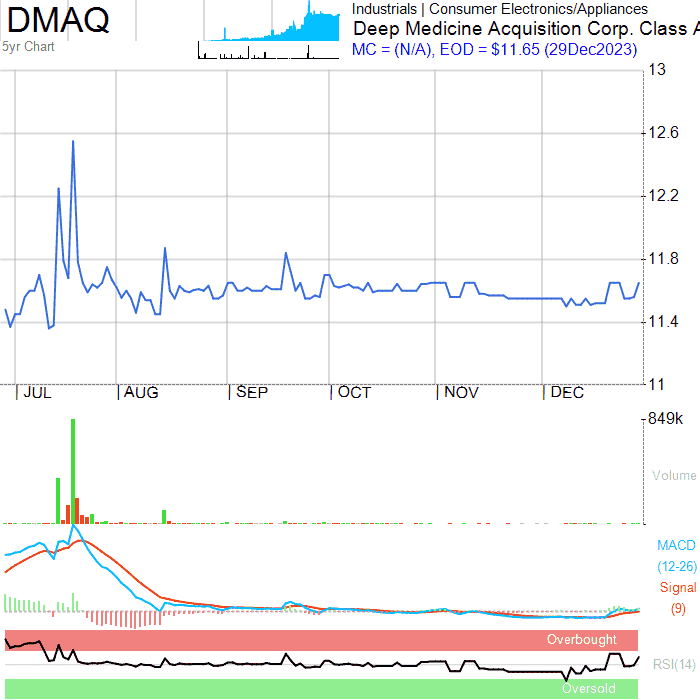 DMAQ
5yr Chart
Industrials | Consumer Electronics/Appliances
Deep Medicine Acquisition Corp. Class A
MC = (N/A), EOD = $11.65 (29Dec2023)
13
12.6
12.2
11.8
11.4
11
JUL AUG SEP OCT NOV DEC
849k
Volume
MACD
(12-26)
Signal
(9)
Overbought
RSI(14)
Oversold